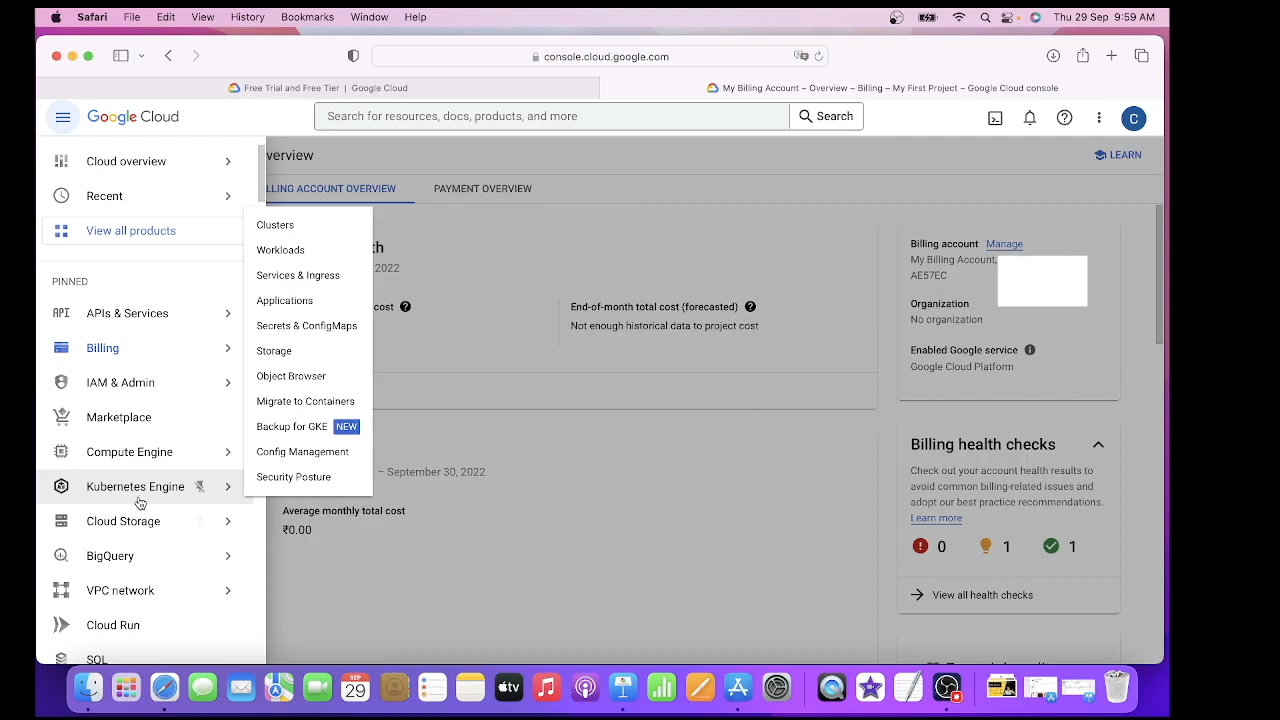 Safari File Edit View History Bookmarks Window Help Thu 29 Sep 9:59 AM
console.cloud.google.com
Free Trial and Free Tier | Google Cloud
My Billing Account – Overview – Billing – My First Project – Google Cloud console
Google Cloud
Search for resources, docs, products, and more
Search
C
Cloud overview
Recent
View all products
PINNED
API APIs & Services
Billing
IAM & Admin
Marketplace
Compute Engine
Kubernetes Engine
Cloud Storage
BigQuery
VPC network
Cloud Run
SQL
Clusters
Workloads
Services & Ingress
Applications
Secrets & ConfigMaps
Storage
Object Browser
Migrate to Containers
Backup for GKE NEW
Config Management
Security Posture
verview
LEARN
ILLING ACCOUNT OVERVIEW
PAYMENT OVERVIEW
th
2022
cost
End-of-month total cost (forecasted)
Not enough historical data to project cost
– September 30, 2022
Average monthly total cost
₹0.00
Billing account Manage
My Billing Account,
AE57EC
Organization
No organization
Enabled Google service
Google Cloud Platform
Billing health checks
Check out your account health results to
avoid common billing-related issues and
adopt our best practice recommendations.
Learn more
0 1 1
View all health checks
SEP
29
tv